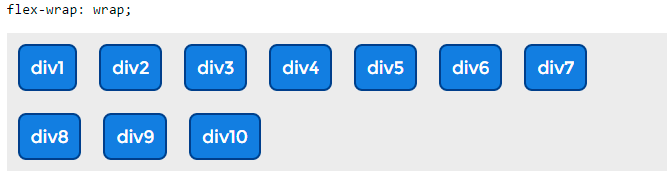 flex-wrap: wrap;
div1 div2 div3 div4 div5 div6 div7
div8 div9 div10